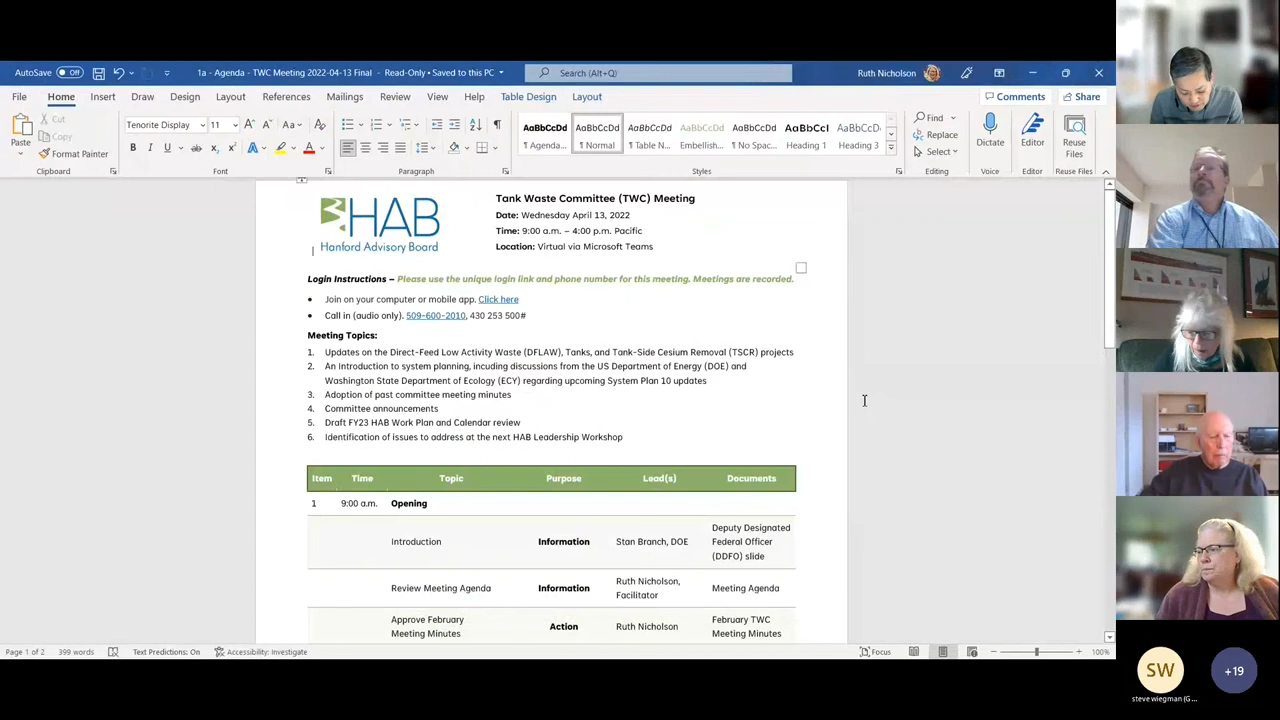 AutoSave Off 1a - Agenda - TWC Meeting 2022-04-13 Final - Read-Only • Saved to this PC Search (Alt+Q) Ruth Nicholson
File Home Insert Draw Design Layout References Mailings Review View Help Table Design Layout Comments Share
Paste
Cut
Copy
Format Painter
Clipboard
Tenorite Display 11
Font
Paragraph
AaBbCcDd AaBbCcDd AaBbCcDd AaBbCcDd AaBbCcDd AaBbCcI AaBbCcD
¶ Agenda... ¶ Normal ¶ Table N... Embellish... ¶ No Spac... Heading 1 Heading 3
Styles
Find
Replace
Select
Editing
Dictate
Voice
Editor
Editor
Reuse
Files
Reuse Files
HAB
Hanford Advisory Board
Tank Waste Committee (TWC) Meeting
Date: Wednesday April 13, 2022
Time: 9:00 a.m. – 4:00 p.m. Pacific
Location: Virtual via Microsoft Teams
Login Instructions – Please use the unique login link and phone number for this meeting. Meetings are recorded.
• Join on your computer or mobile app. Click here
• Call in (audio only). 509-600-2010, 430 253 500#
Meeting Topics:
1. Updates on the Direct-Feed Low Activity Waste (DFLAW), Tanks, and Tank-Side Cesium Removal (TSCR) projects
2. An Introduction to system planning, incuding discussions from the US Department of Energy (DOE) and
Washington State Department of Ecology (ECY) regarding upcoming System Plan 10 updates
3. Adoption of past committee meeting minutes
4. Committee announcements
5. Draft FY23 HAB Work Plan and Calendar review
6. Identification of issues to address at the next HAB Leadership Workshop
Item Time Topic Purpose Lead(s) Documents
1 9:00 a.m. Opening
Introduction Information Stan Branch, DOE Deputy Designated
Federal Officer
(DDFO) slide
Review Meeting Agenda Information Ruth Nicholson,
Facilitator Meeting Agenda
Approve February
Meeting Minutes Action Ruth Nicholson February TWC
Meeting Minutes
Page 1 of 2 399 words Text Predictions: On Accessibility: Investigate Focus 100%
SW
steve wiegman (G...
+19